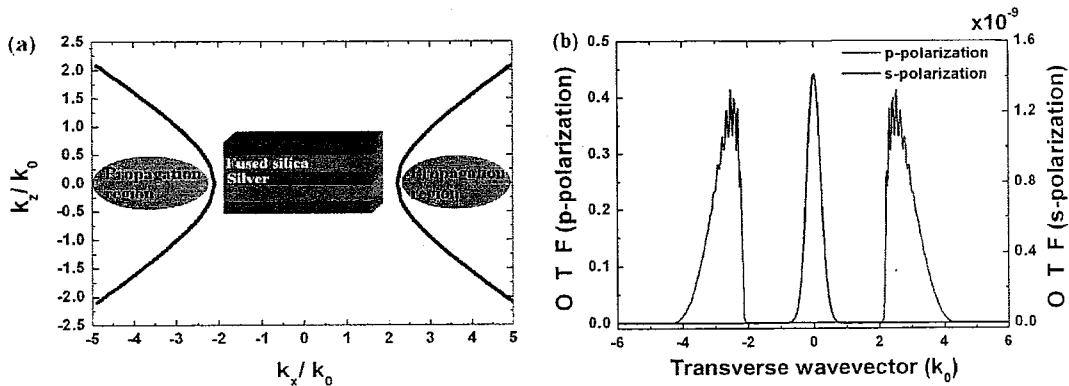 (a)
2.5
2.0
1.5
1.0
0.5
0.0
-0.5
-1.0
-1.5
-2.0
-2.5
k_z/k_0
-5 -4 -3 -2 -1 0 1 2 3 4 5
k_x/k_0
Propagation
region
Fused silica
Silver
Propagation
region
(b)
x10^-9
0.5
0.4
0.3
0.2
0.1
0.0
O T F (p-polarization)
p-polarization
s-polarization
1.6
1.2
0.8
0.4
0.0
O T F (s-polarization)
-6 -4 -2 0 2 4 6
Transverse wavevector (k_0)